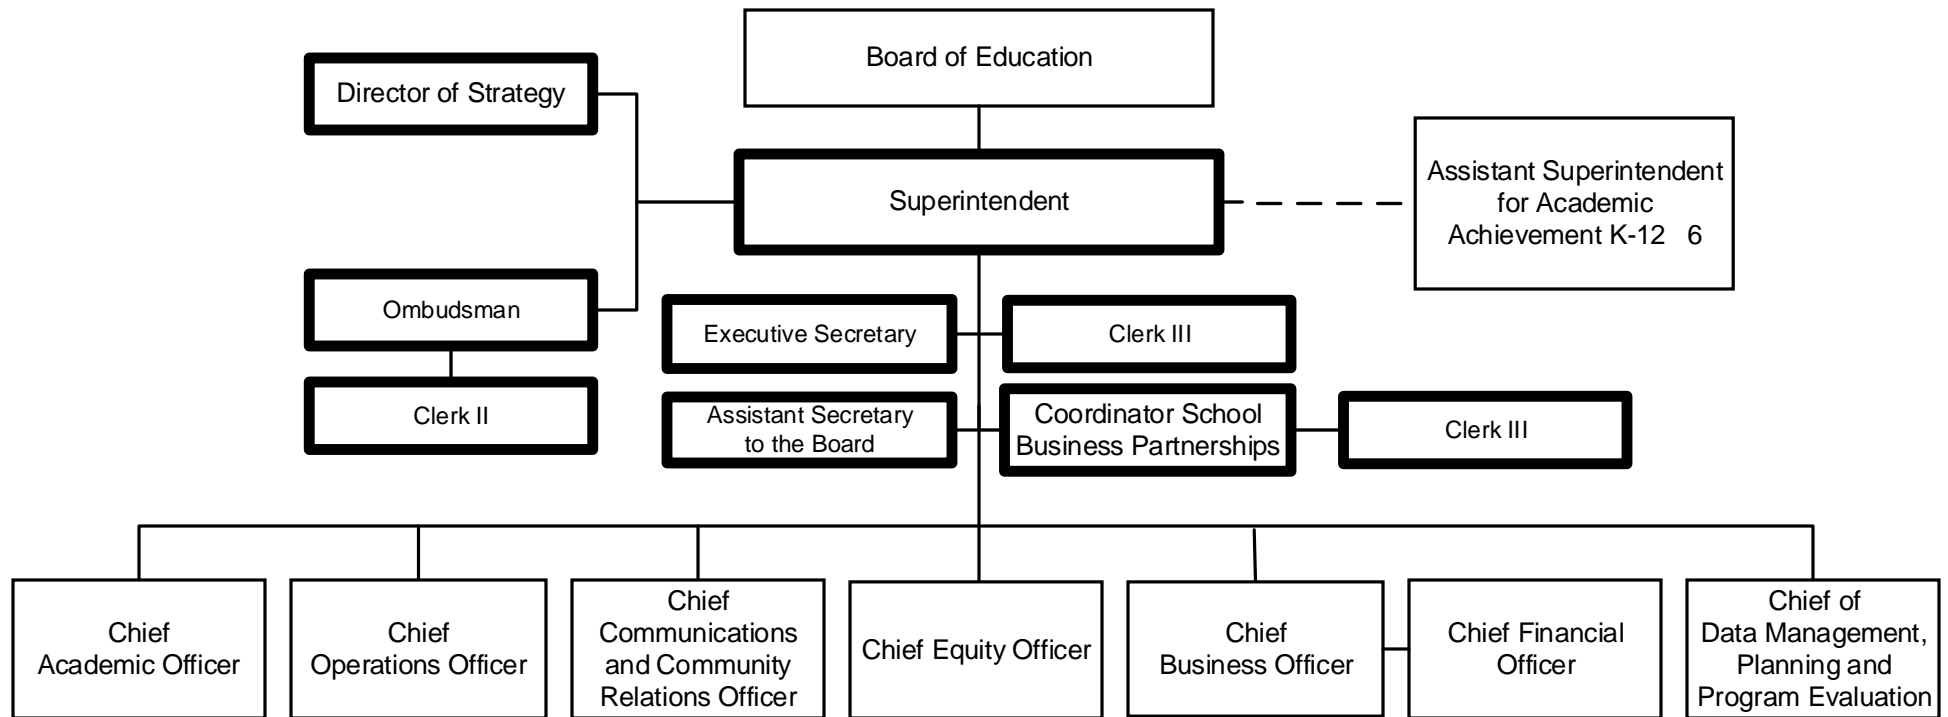 Board of Education
Director of Strategy
Superintendent
Assistant Superintendent
for Academic
Achievement K-12 6
Ombudsman
Executive Secretary
Clerk III
Clerk II
Assistant Secretary
to the Board
Coordinator School
Business Partnerships
Clerk III
Chief
Academic Officer
Chief
Operations Officer
Chief
Communications
and Community
Relations Officer
Chief Equity Officer
Chief
Business Officer
Chief Financial
Officer
Chief of
Data Management,
Planning and
Program Evaluation